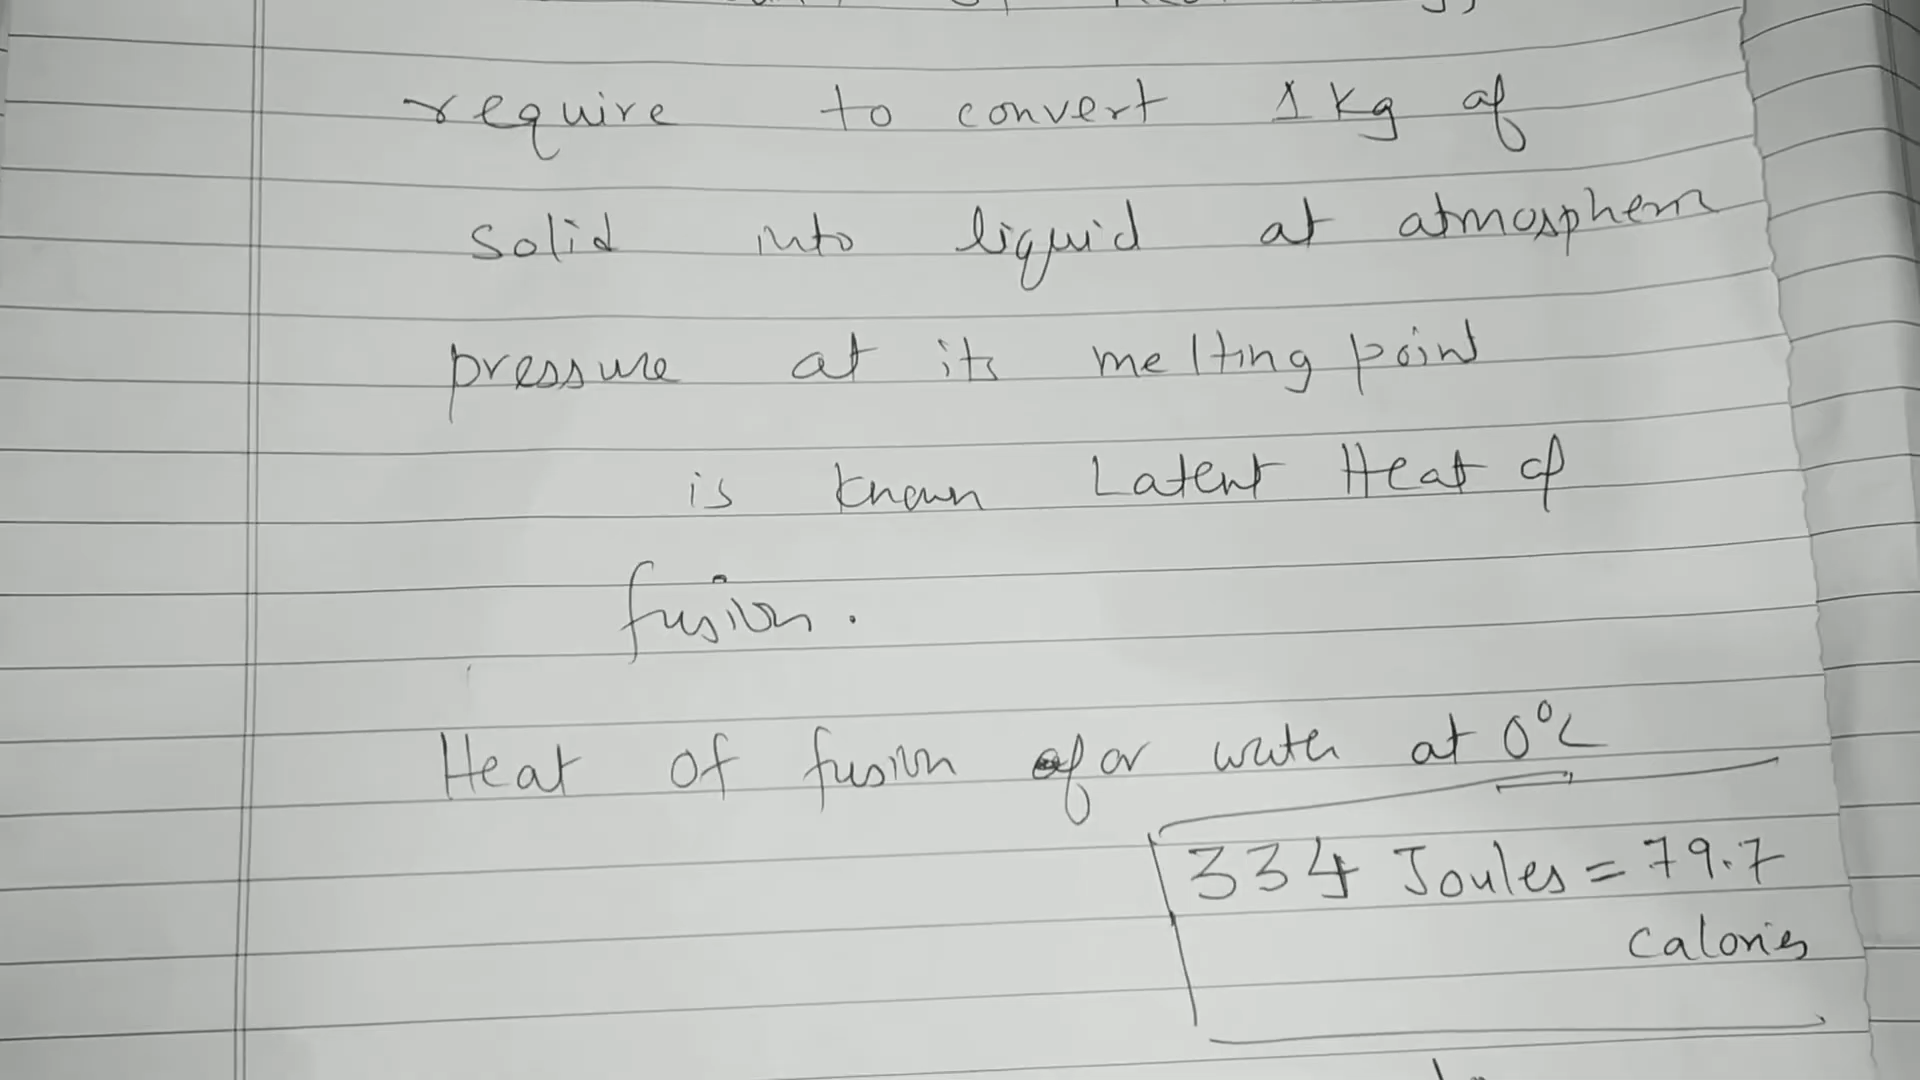 require to convert 1 kg of
solid into liquid at atmosphem
pressure at its melting point
is known Latent Heat of
fusion.
Heat of fusion for water at 0°C
334 Joules = 79.7
calories